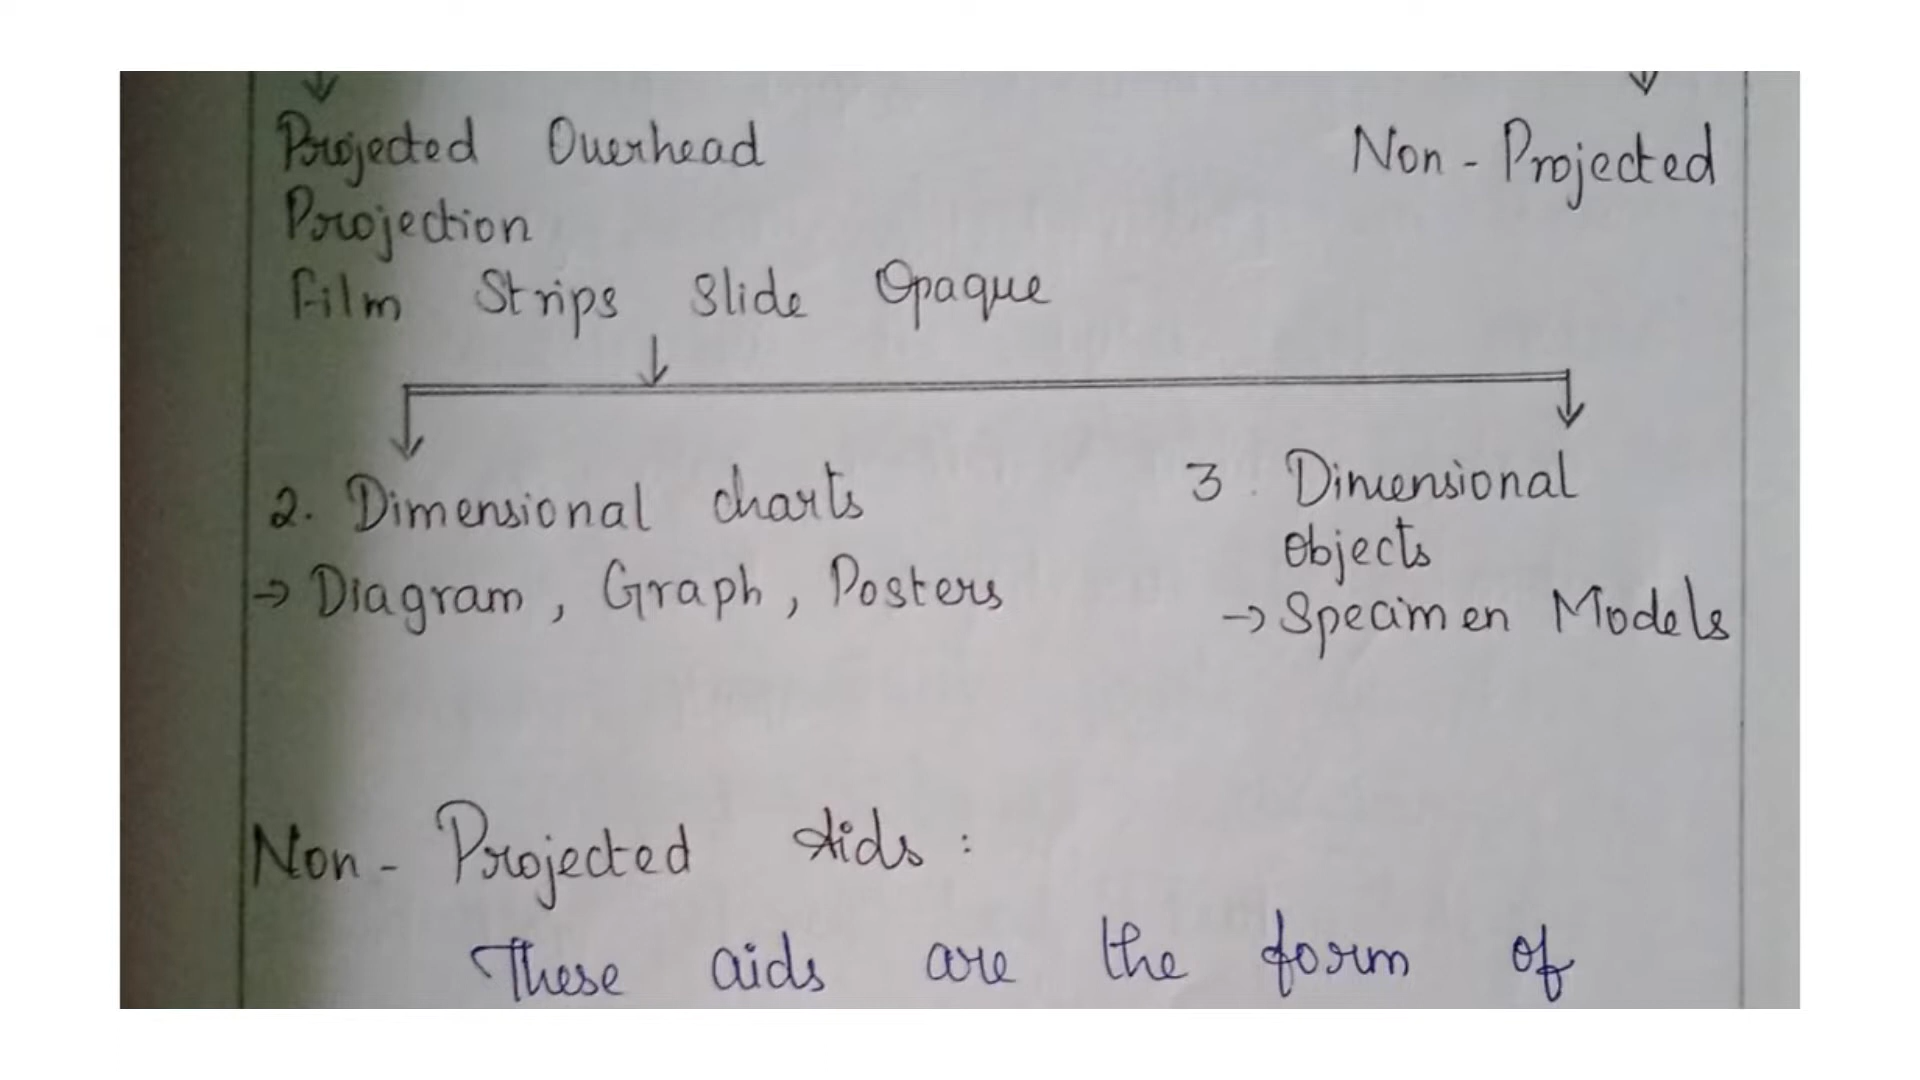 Projected Overhead
Non - Projected
Projection
Film Strips Slide Opaque
2. Dimensional charts
3. Dimensional
objects
→ Diagram, Graph, Posters
→ Specimen Models
Non - Projected Aids :
These aids are the form of